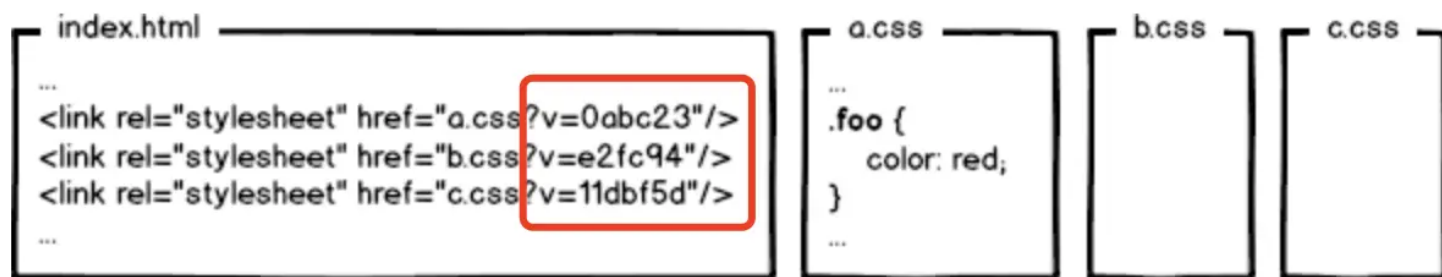 index.html
...
<link rel="stylesheet" href="a.css?v=0abc23"/>
<link rel="stylesheet" href="b.css?v=e2fc94"/>
<link rel="stylesheet" href="c.css?v=11dbf5d"/>
...
a.css
...
.foo {
    color: red;
}
...
b.css
c.css